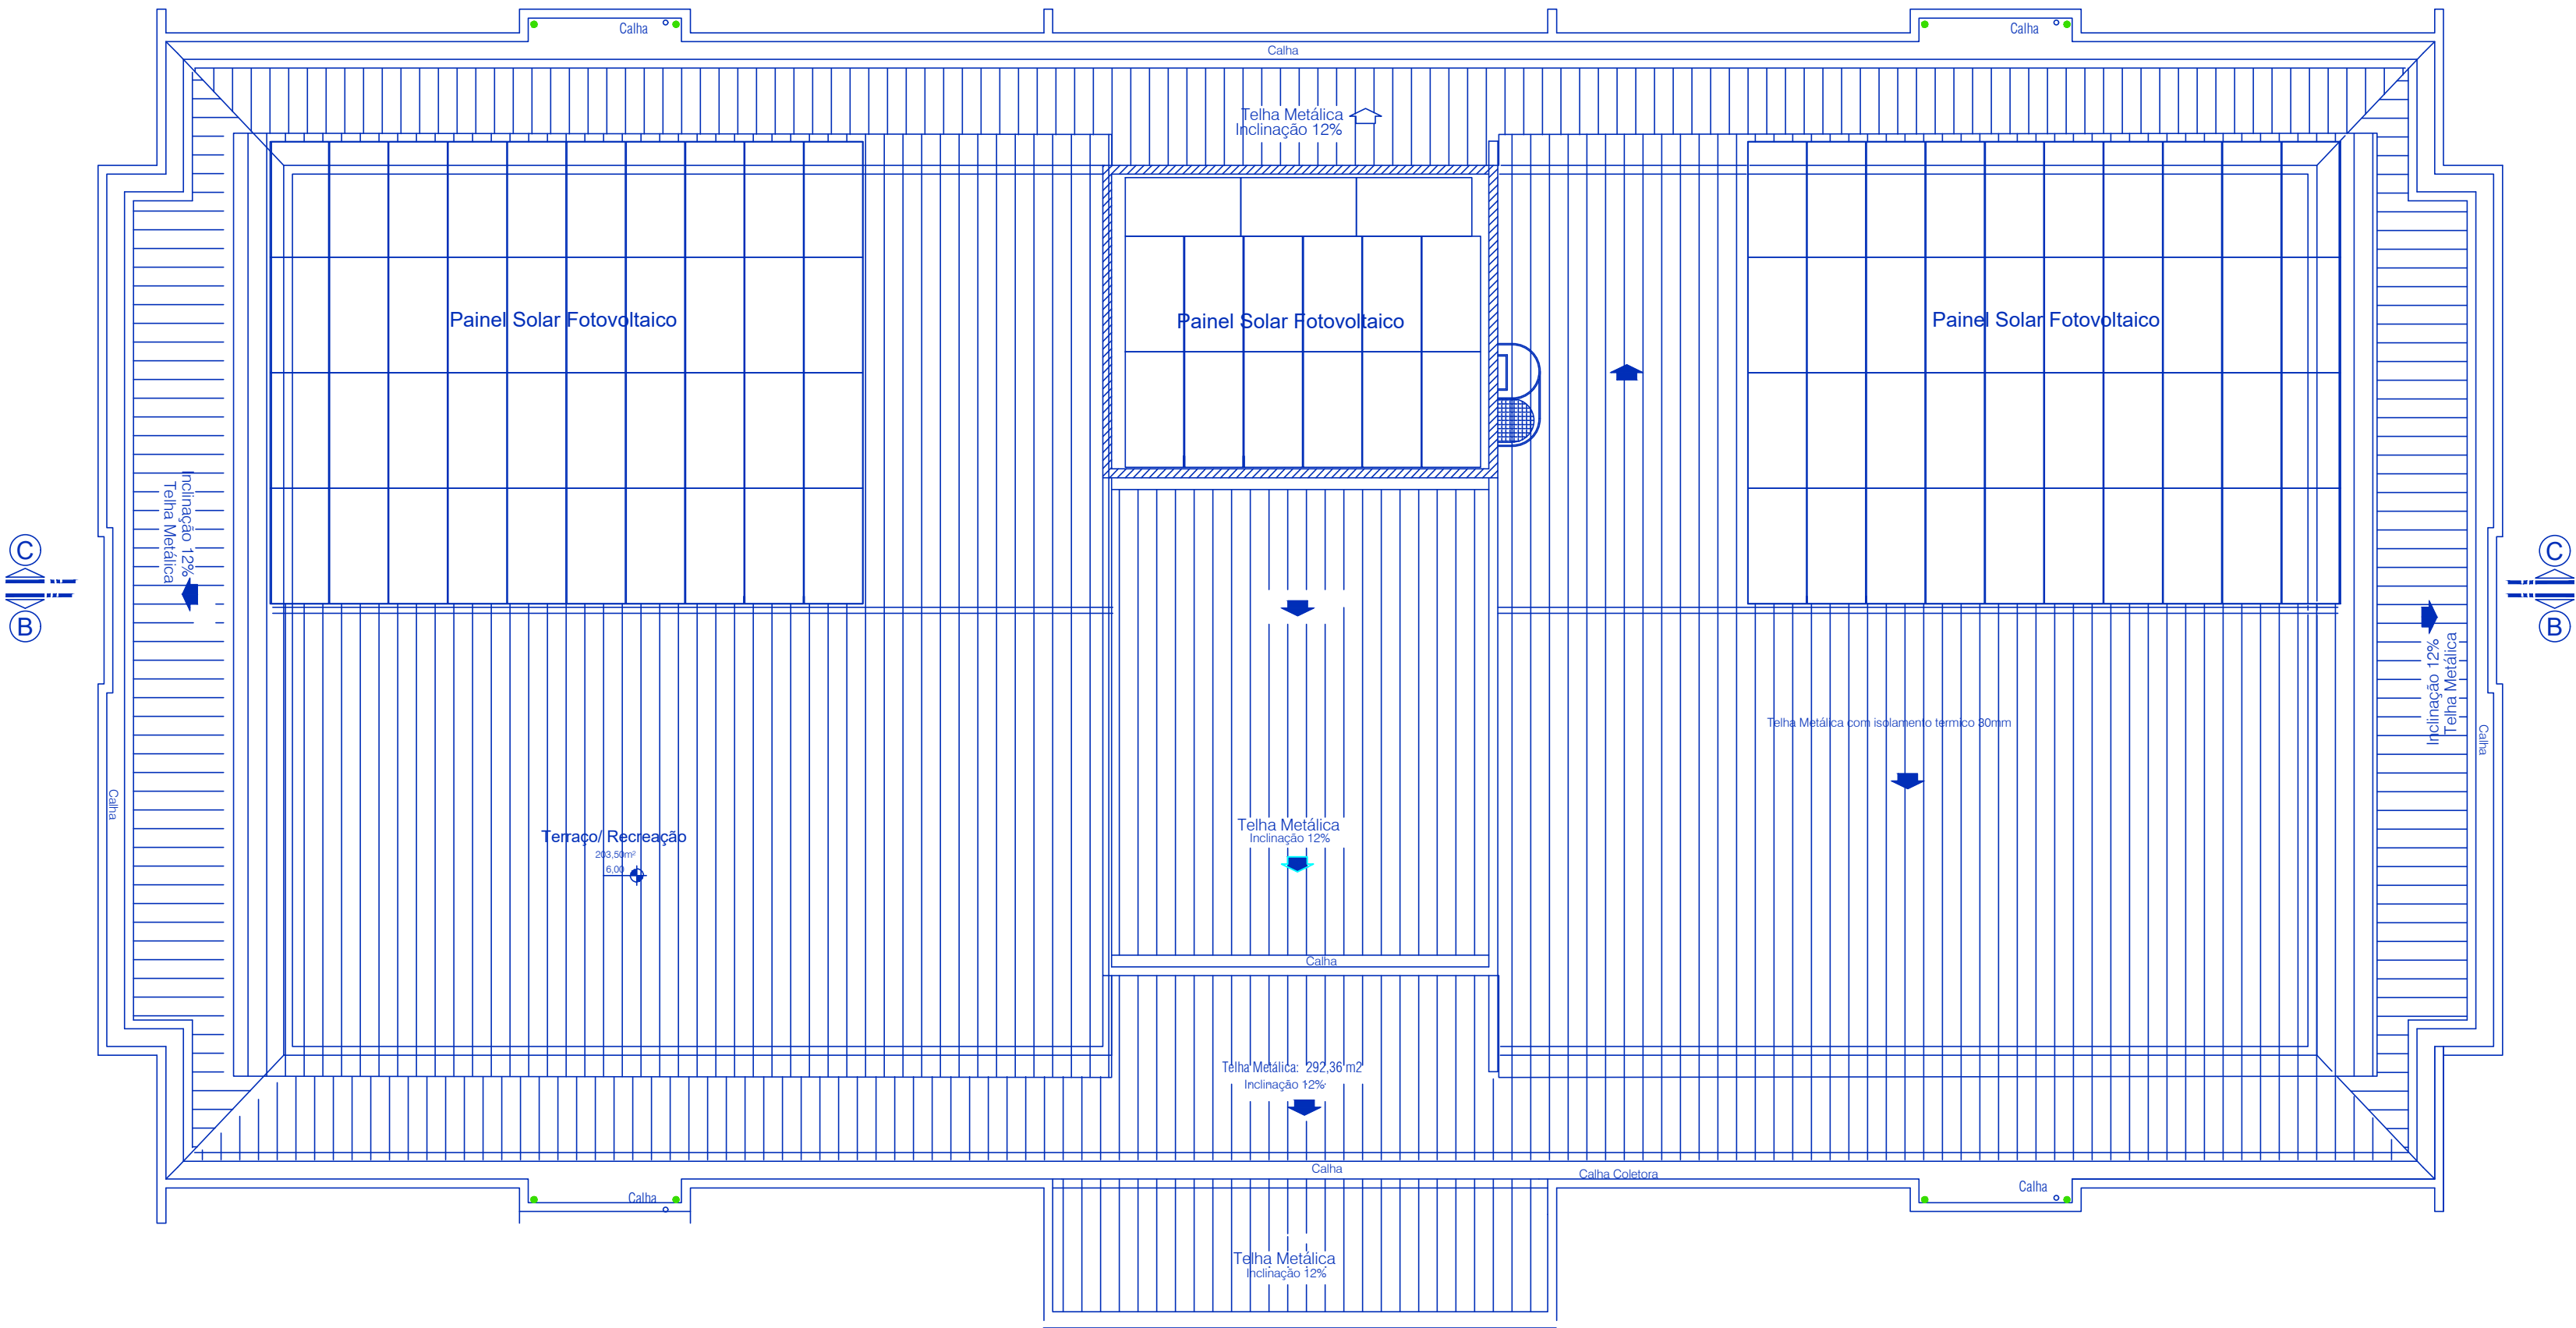 Calha
Calha
Calha
Telha Metálica
Inclinação 12%
Painel Solar Fotovoltaico
Painel Solar Fotovoltaico
Painel Solar Fotovoltaico
Inclinação 12%
Telha Metálica
C
B
C
B
Inclinação 12%
Telha Metálica
Calha
Telha Metálica com isolamento termico 30mm
Calha
Terraço/ Recreação
203,50m²
6,00
Telha Metálica
Inclinação 12%
Calha
Telha Metálica: 292,36 m2
Inclinação 12%
Calha
Calha Coletora
Calha
Calha
Telha Metálica
Inclinação 12%